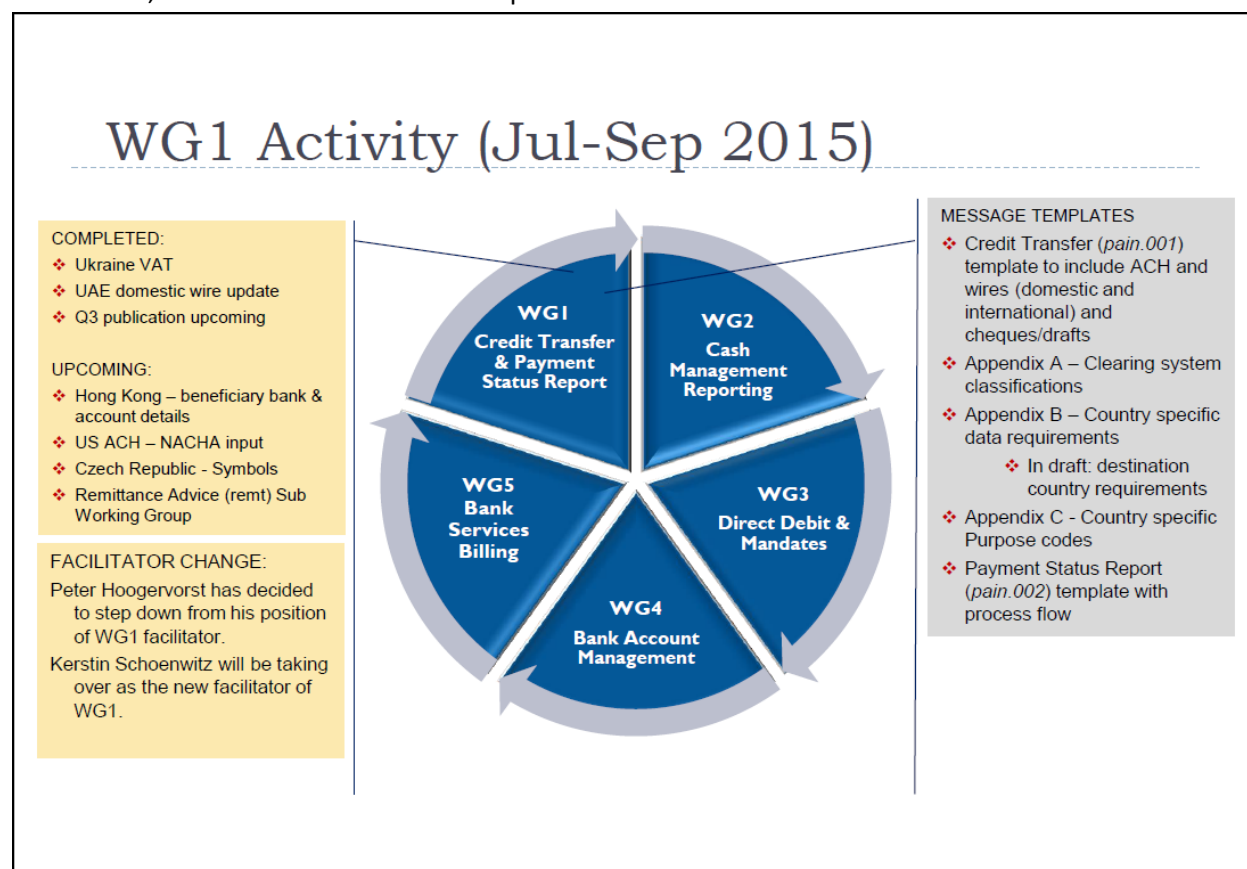 WG1 Activity (Jul-Sep 2015)
COMPLETED:
❖ Ukraine VAT
❖ UAE domestic wire update
❖ Q3 publication upcoming
UPCOMING:
❖ Hong Kong – beneficiary bank &
account details
❖ US ACH – NACHA input
❖ Czech Republic - Symbols
❖ Remittance Advice (remt) Sub
Working Group
FACILITATOR CHANGE:
Peter Hoogervorst has decided
to step down from his position
of WG1 facilitator.
Kerstin Schoenwitz will be taking
over as the new facilitator of
WG1.
WG1
Credit Transfer
& Payment
Status Report
WG2
Cash
Management
Reporting
WG3
Direct Debit &
Mandates
WG4
Bank Account
Management
WG5
Bank
Services
Billing
MESSAGE TEMPLATES
❖ Credit Transfer (pain.001)
template to include ACH and
wires (domestic and
international) and
cheques/drafts
❖ Appendix A – Clearing system
classifications
❖ Appendix B – Country specific
data requirements
❖ In draft: destination
country requirements
❖ Appendix C - Country specific
Purpose codes
❖ Payment Status Report
(pain.002) template with
process flow